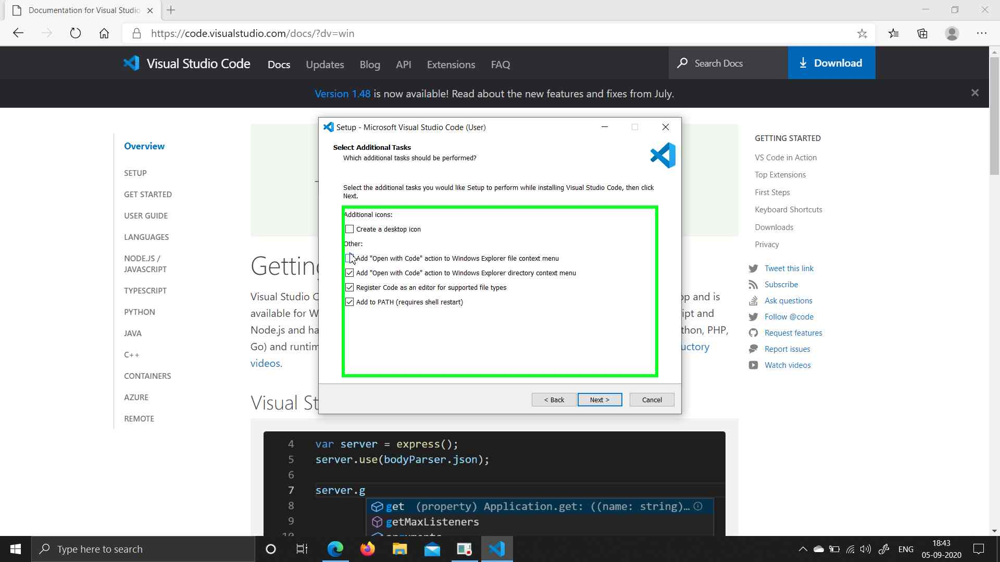 Documentation for Visual Studio
https://code.visualstudio.com/docs/?dv=win
Visual Studio Code
Docs
Updates
Blog
API
Extensions
FAQ
Search Docs
Download
Version 1.48 is now available! Read about the new features and fixes from July.
Overview
SETUP
GET STARTED
USER GUIDE
LANGUAGES
NODE.JS /
JAVASCRIPT
TYPESCRIPT
PYTHON
JAVA
C++
CONTAINERS
AZURE
REMOTE
Setup - Microsoft Visual Studio Code (User)
Select Additional Tasks
Which additional tasks should be performed?
Select the additional tasks you would like Setup to perform while installing Visual Studio Code, then click
Next.
Additional icons:
Create a desktop icon
Other:
Add "Open with Code" action to Windows Explorer file context menu
Add "Open with Code" action to Windows Explorer directory context menu
Register Code as an editor for supported file types
Add to PATH (requires shell restart)
< Back
Next >
Cancel
Getting
Visual Studio C
op and is
available for W
ipt and
Node.js and ha
thon, PHP,
Go) and runtim
uctory
videos.
Visual St
4 var server = express();
5 server.use(bodyParser.json);
6
7 server.g
8 get (property) Application.get: ((name: string)…
9 getMaxListeners
10 arguments
GETTING STARTED
VS Code in Action
Top Extensions
First Steps
Keyboard Shortcuts
Downloads
Privacy
Tweet this link
Subscribe
Ask questions
Follow @code
Request features
Report issues
Watch videos
Type here to search
ENG
18:43
05-09-2020